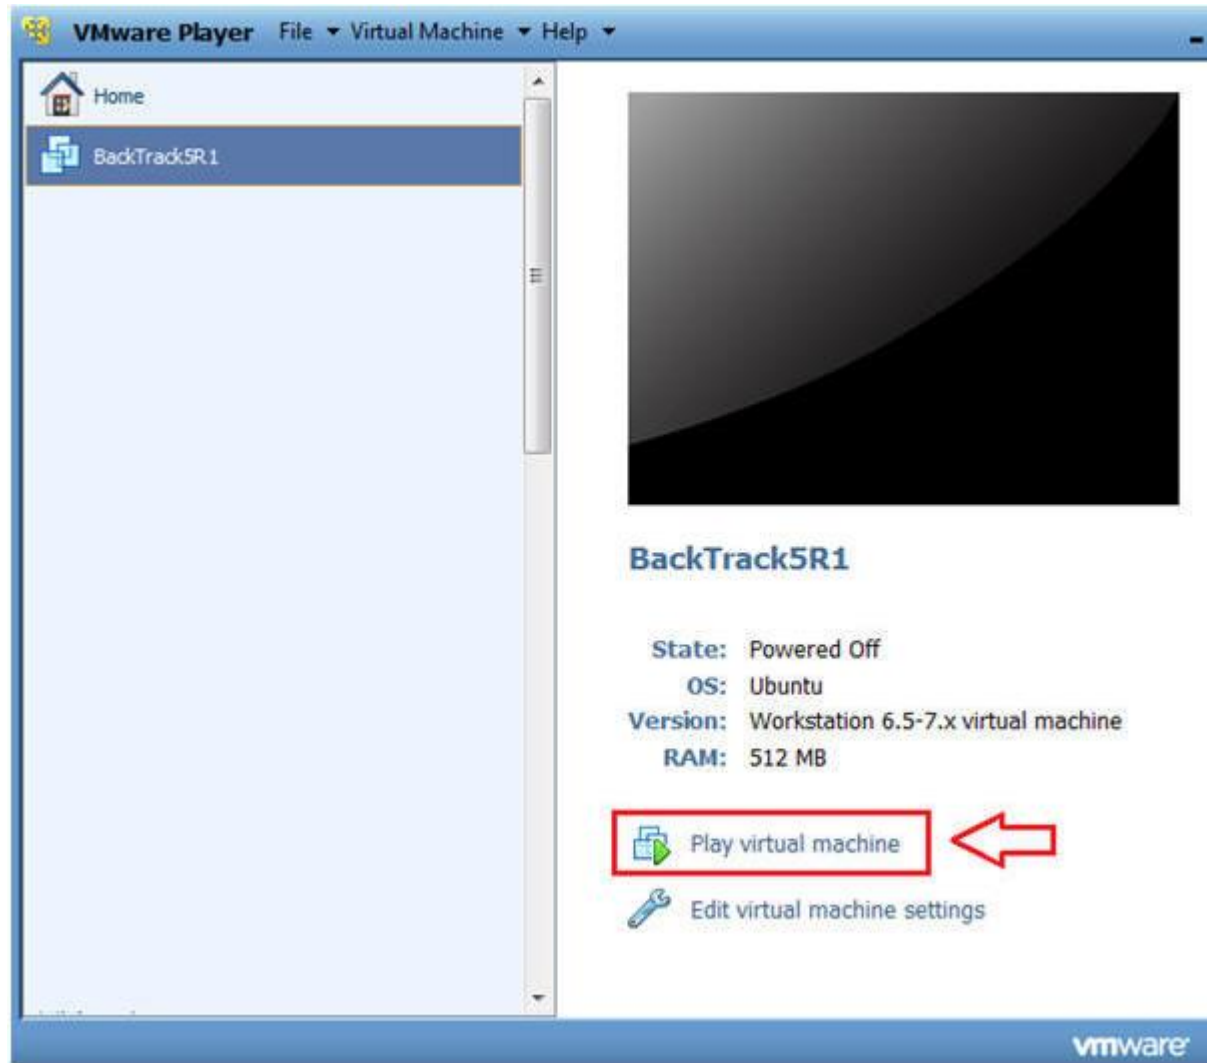 VMware Player File Virtual Machine Help
Home
BackTrack5R1
BackTrack5R1
State: Powered Off
OS: Ubuntu
Version: Workstation 6.5-7.x virtual machine
RAM: 512 MB
Play virtual machine
Edit virtual machine settings
vmware